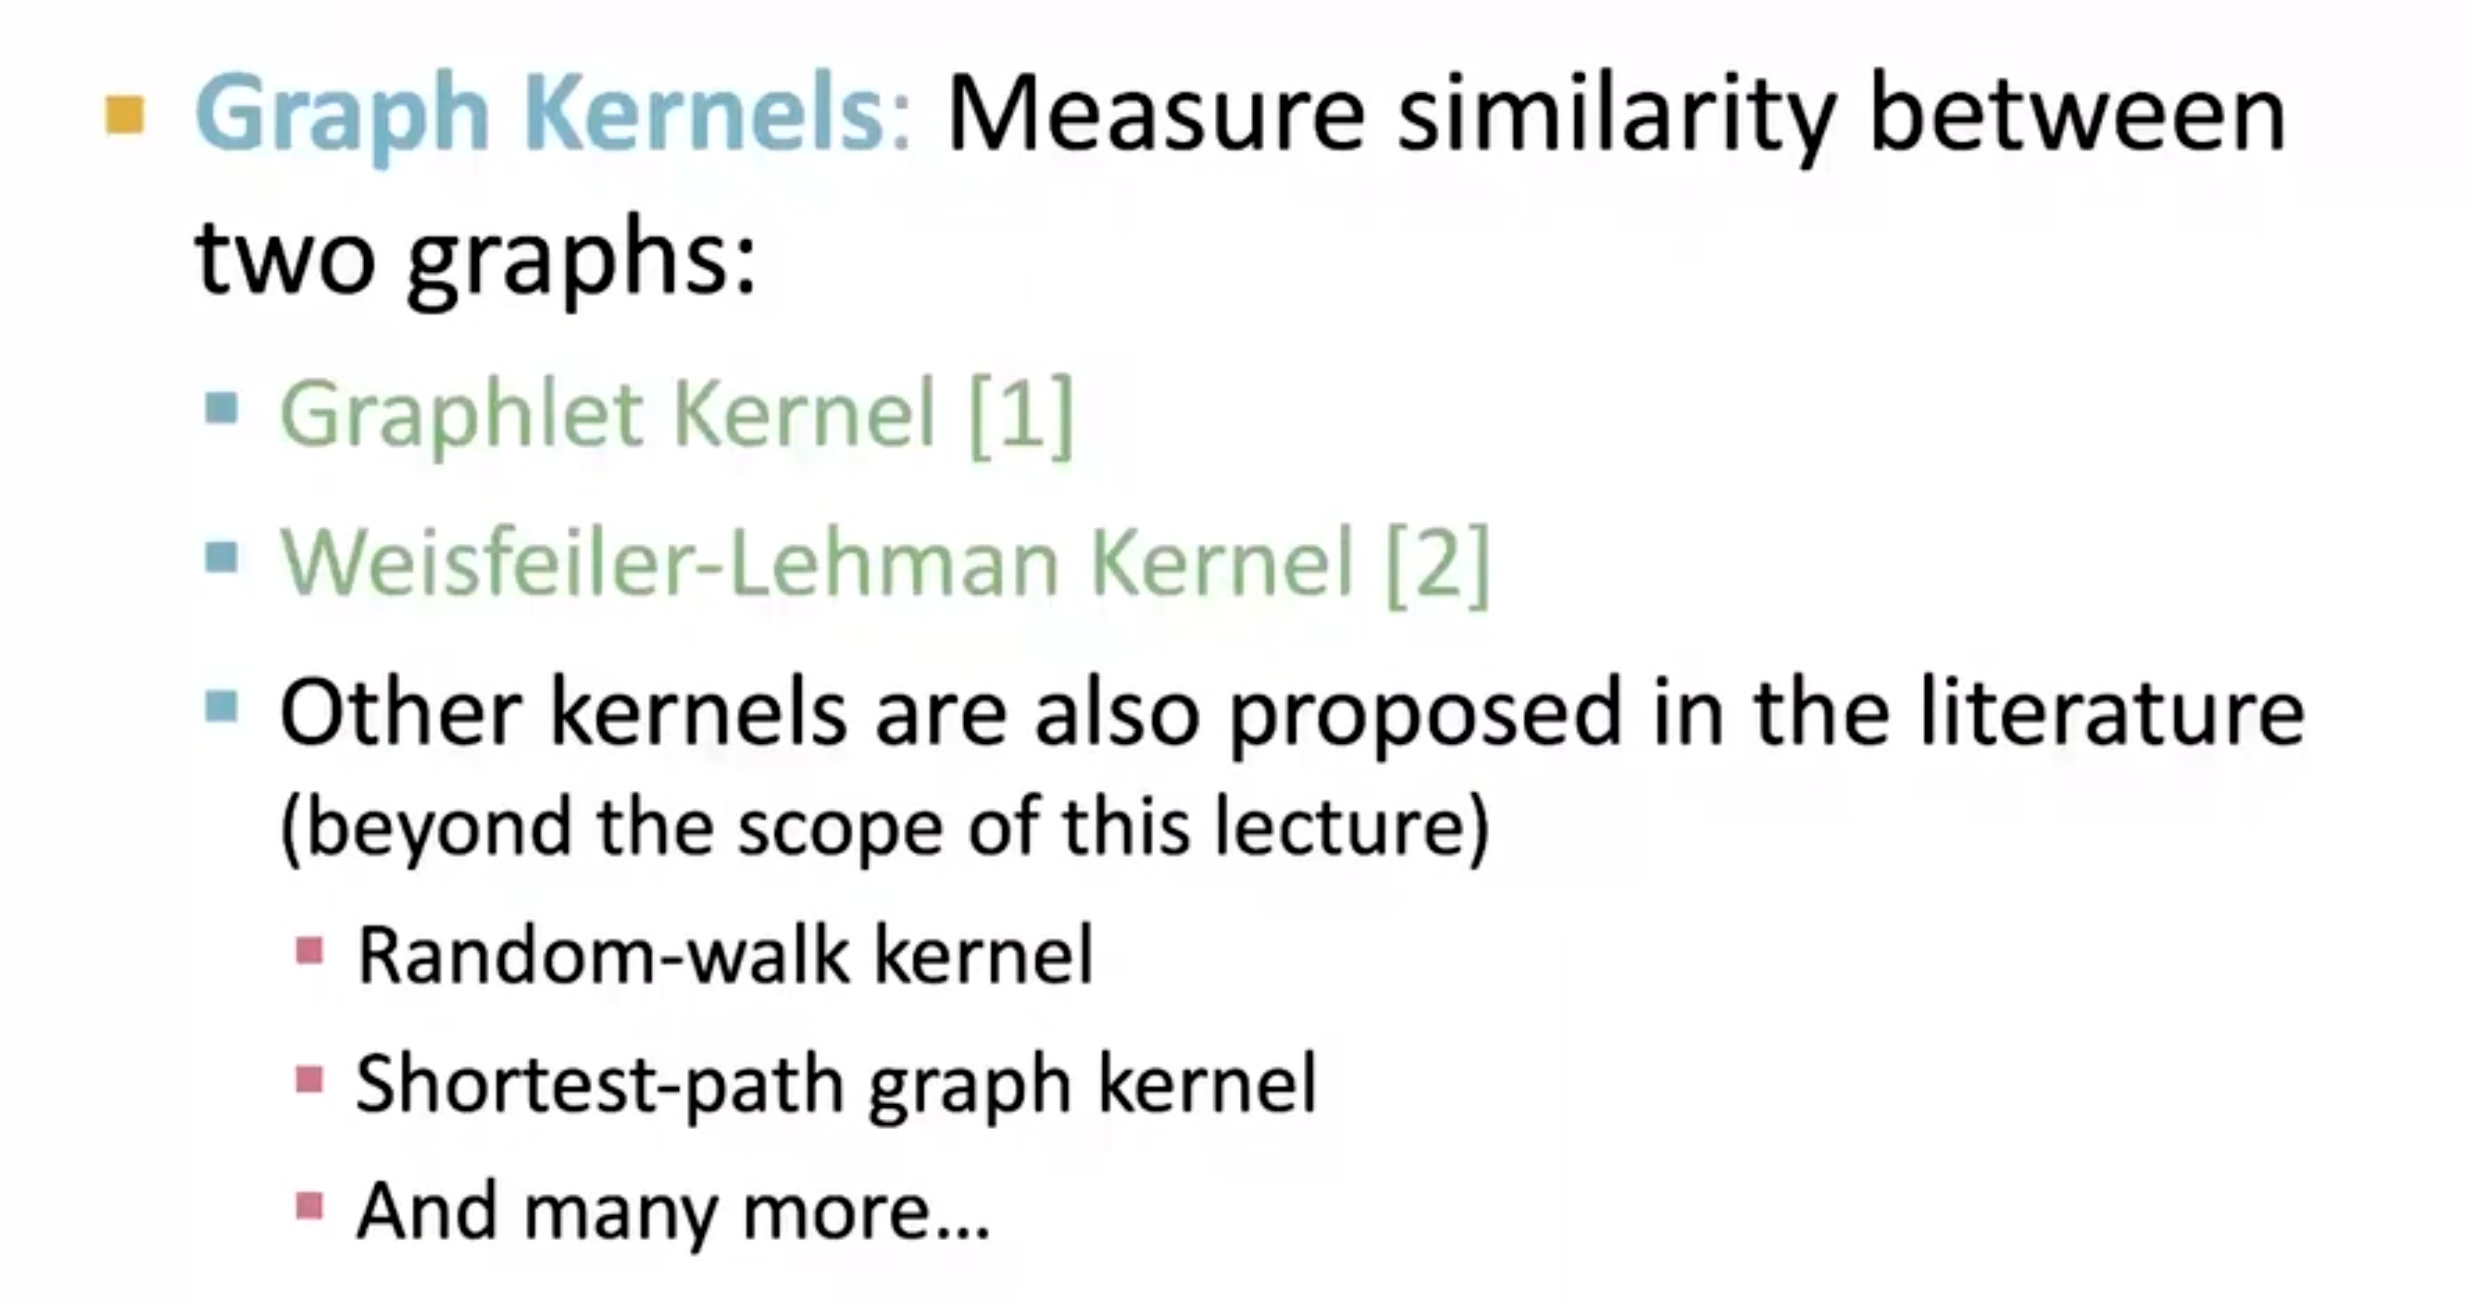 Graph Kernels: Measure similarity between
two graphs:
Graphlet Kernel [1]
Weisfeiler-Lehman Kernel [2]
Other kernels are also proposed in the literature
(beyond the scope of this lecture)
Random-walk kernel
Shortest-path graph kernel
And many more…